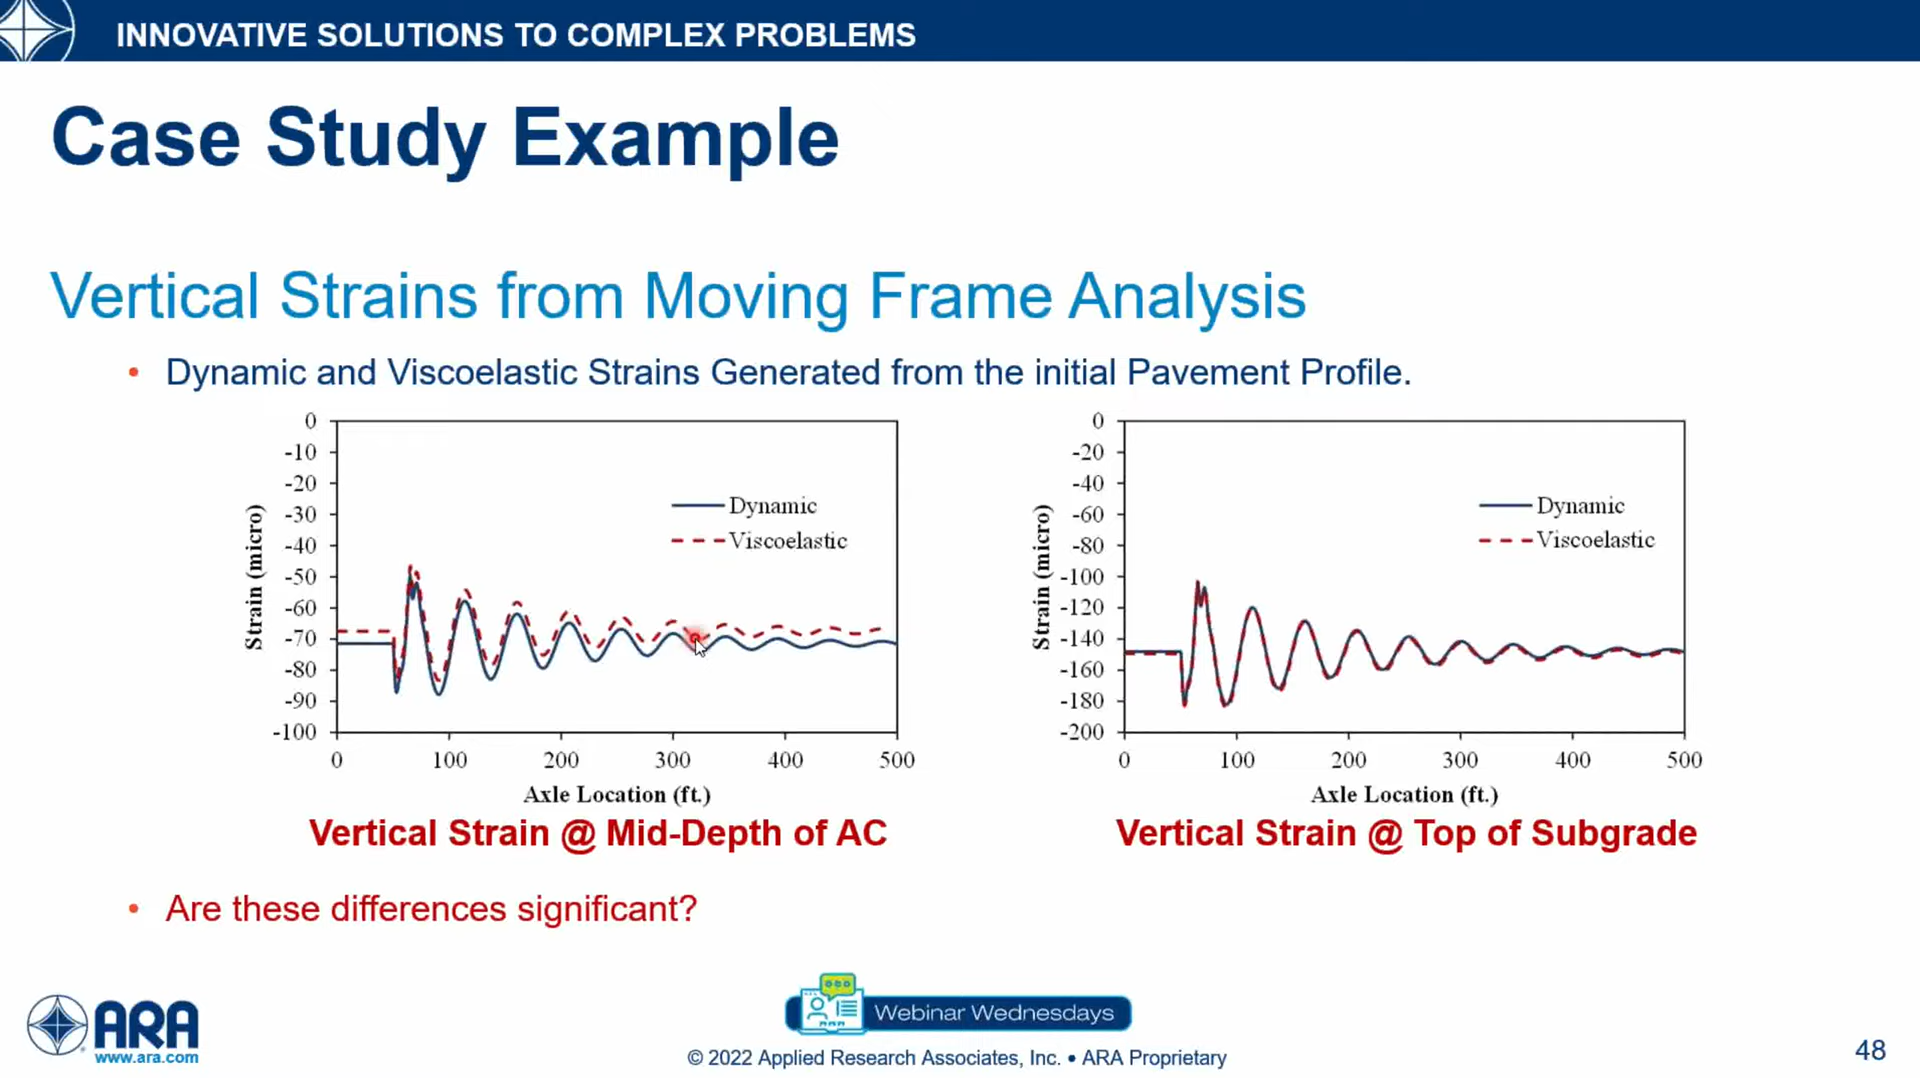 INNOVATIVE SOLUTIONS TO COMPLEX PROBLEMS
Case Study Example
Vertical Strains from Moving Frame Analysis
• Dynamic and Viscoelastic Strains Generated from the initial Pavement Profile.
0
-10
-20
-30
-40
-50
-60
-70
-80
-90
-100
Strain (micro)
Dynamic
Viscoelastic
0 100 200 300 400 500
Axle Location (ft.)
Vertical Strain @ Mid-Depth of AC
0
-20
-40
-60
-80
-100
-120
-140
-160
-180
-200
Strain (micro)
Dynamic
Viscoelastic
0 100 200 300 400 500
Axle Location (ft.)
Vertical Strain @ Top of Subgrade
• Are these differences significant?
ARA
www.ara.com
ARA
Webinar Wednesdays
© 2022 Applied Research Associates, Inc. • ARA Proprietary
48